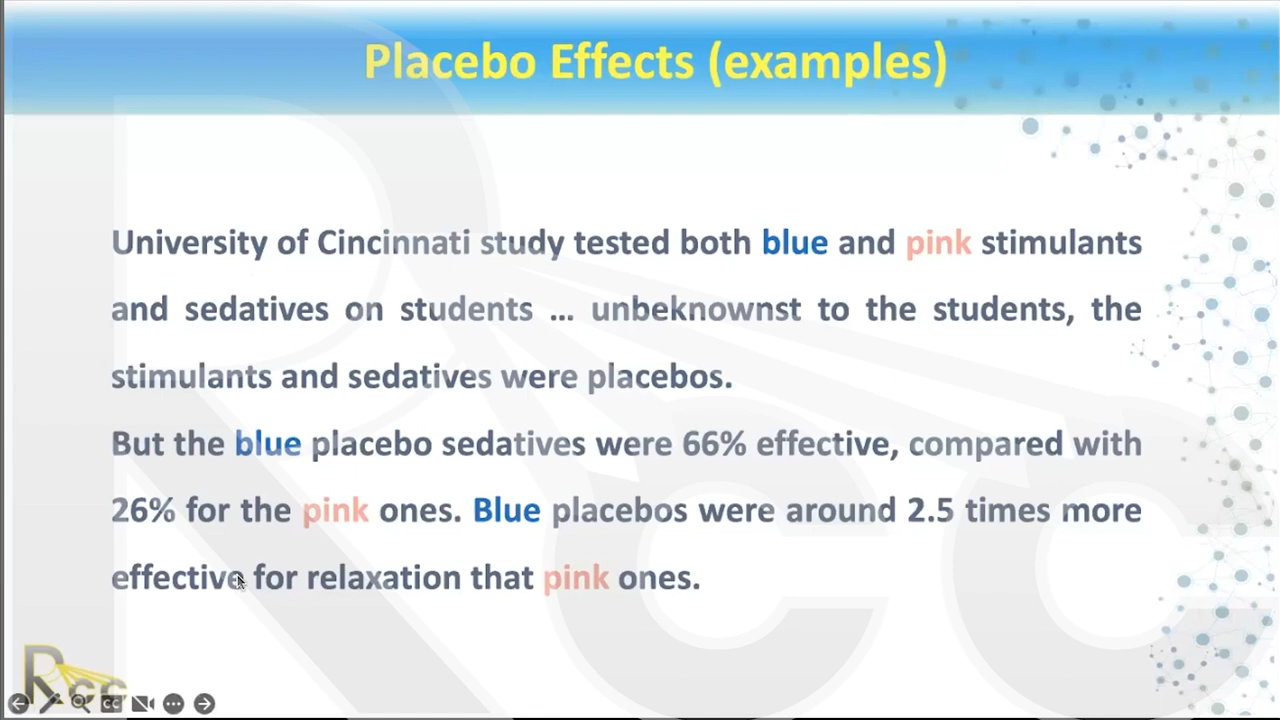 Placebo Effects (examples)
University of Cincinnati study tested both blue and pink stimulants
and sedatives on students ... unbeknownst to the students, the
stimulants and sedatives were placebos.
But the blue placebo sedatives were 66% effective, compared with
26% for the pink ones. Blue placebos were around 2.5 times more
effective for relaxation that pink ones.
Rcc